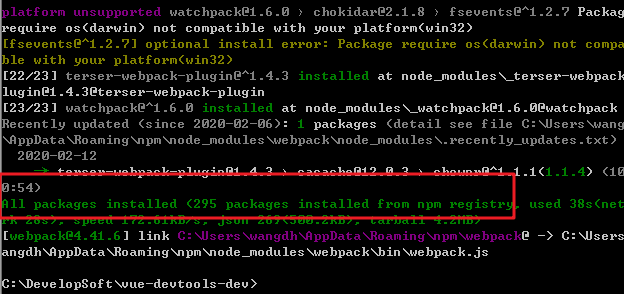 platform unsupported watchpack@1.6.0 › chokidar@2.1.8 › fsevents@^1.2.7 Packag
require os(darwin) not compatible with your platform(win32)
[fsevents@^1.2.7] optional install error: Package require os(darwin) not compa
ble with your platform(win32)
[22/23] terser-webpack-plugin@^1.4.3 installed at node_modules\_terser-webpack
lugin@1.4.3@terser-webpack-plugin
[23/23] watchpack@^1.6.0 installed at node_modules\_watchpack@1.6.0@watchpack
Recently updated (since 2020-02-06): 1 packages (detail see file C:\Users\wang
\AppData\Roaming\npm\node_modules\webpack\node_modules\.recently_updates.txt)
2020-02-12
→ terser-webpack-plugin@1.4.3 › cacache@12.0.3 › chownr@^1.1.1(1.1.4) (10
0:54)
All packages installed (295 packages installed from npm registry, used 38s(net
rk 28s), speed 172.61kB/s, json 269(588.2kB), tarball 4.2MB)
[webpack@4.41.6] link C:\Users\wangdh\AppData\Roaming\npm\webpack@ -> C:\Users
angdh\AppData\Roaming\npm\node_modules\webpack\bin\webpack.js
C:\DevelopSoft\vue-devtools-dev>